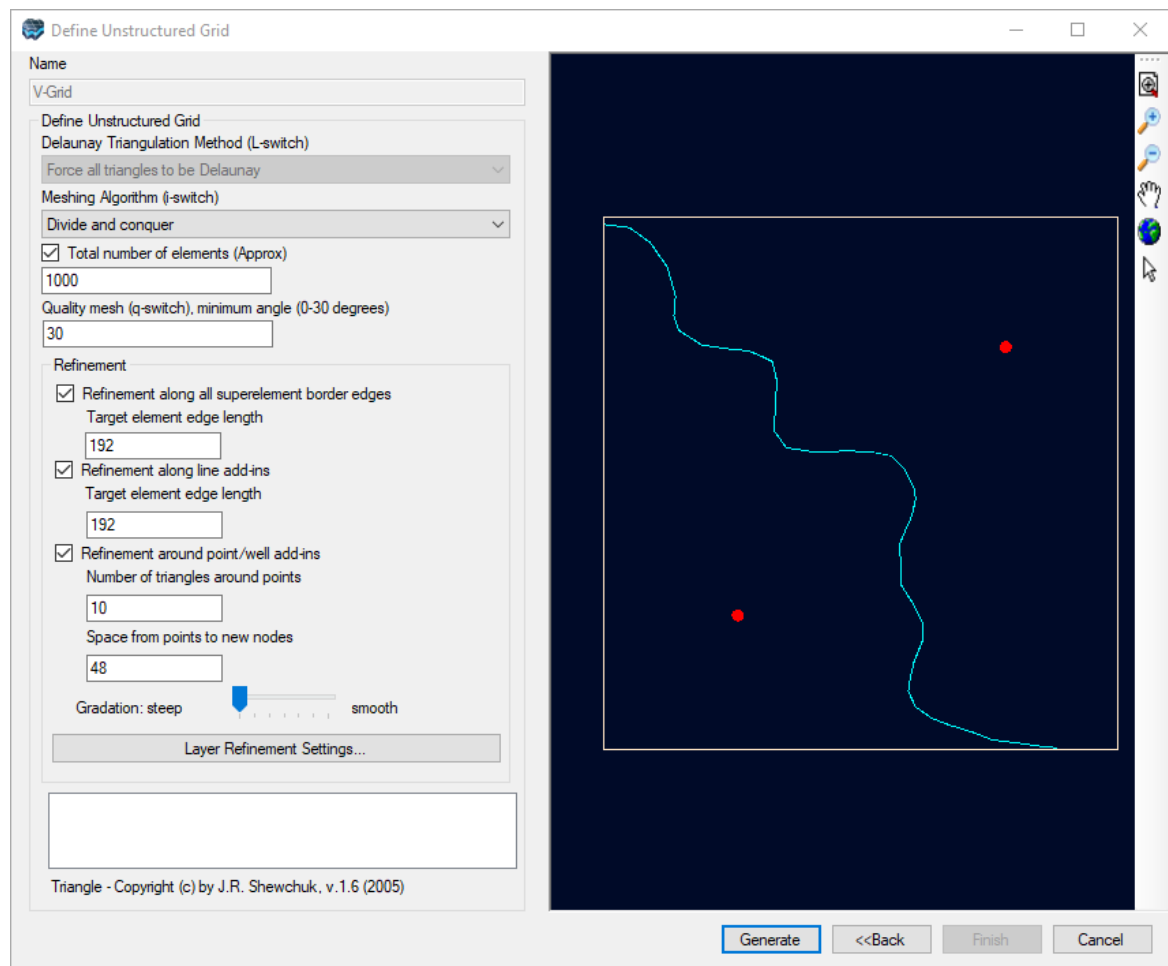 Define Unstructured Grid
Name
V-Grid
Define Unstructured Grid
Delaunay Triangulation Method (L-switch)
Force all triangles to be Delaunay
Meshing Algorithm (i-switch)
Divide and conquer
Total number of elements (Approx)
1000
Quality mesh (q-switch), minimum angle (0-30 degrees)
30
Refinement
Refinement along all superelement border edges
Target element edge length
192
Refinement along line add-ins
Target element edge length
192
Refinement around point/well add-ins
Number of triangles around points
10
Space from points to new nodes
48
Gradation: steep smooth
Layer Refinement Settings...
Triangle - Copyright (c) by J.R. Shewchuk, v.1.6 (2005)
Generate <<Back Finish Cancel